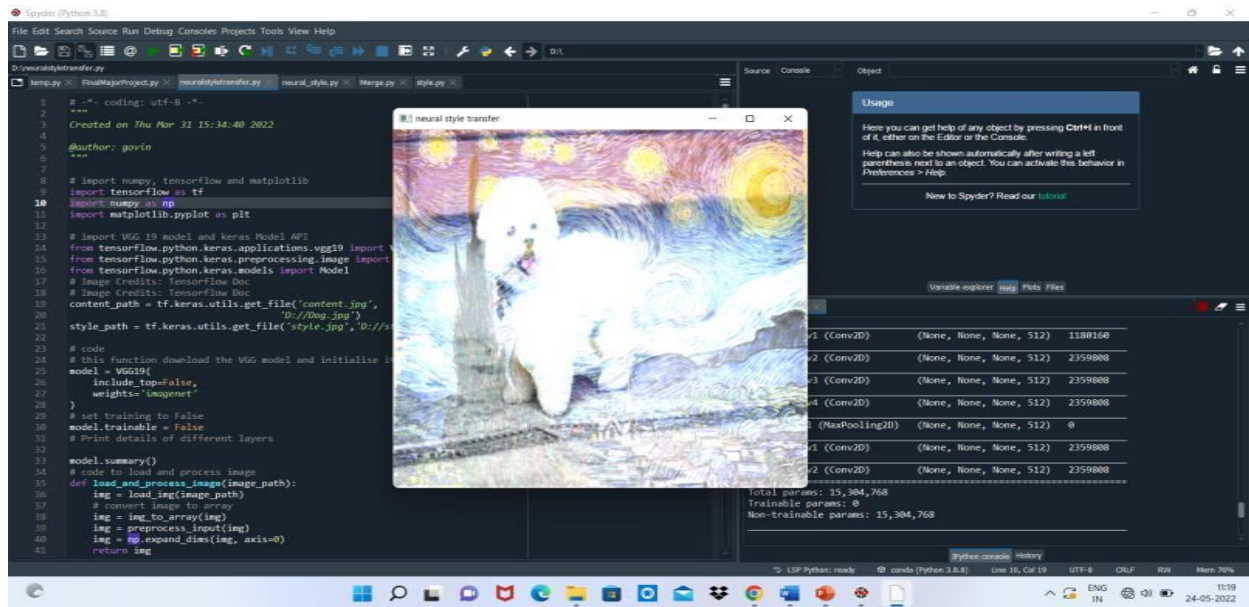 Spyder (Python 3.8)
File Edit Search Source Run Debug Consoles Projects Tools View Help
D:\
D:\neuralstyletransfer.py
temp.py FinalMajorProject.py neuralstyletransfer.py neural_style.py Merge.py style.py
1 # -*- coding: utf-8 -*-
2 """
3 Created on Thu Mar 31 15:34:40 2022
4
5 @author: govin
6 """
7
8 # import numpy, tensorflow and matplotlib
9 import tensorflow as tf
10 import numpy as np
11 import matplotlib.pyplot as plt
12
13 # import VGG 19 model and keras Model API
14 from tensorflow.python.keras.applications.vgg19 import
15 from tensorflow.python.keras.preprocessing.image import
16 from tensorflow.python.keras.models import Model
17 # Image Credits: Tensorflow Doc
18 # Image Credits: TensorFlow Doc
19 content_path = tf.keras.utils.get_file('content.jpg',
20 'D://Dog.jpg')
21 style_path = tf.keras.utils.get_file('style.jpg','D://s
22
23 # code
24 # this function download the VGG model and initialise i
25 model = VGG19(
26 include_top=False,
27 weights='imagenet'
28 )
29 # set training to False
30 model.trainable = False
31 # Print details of different layers
32
33 model.summary()
34 # code to load and process image
35 def load_and_process_image(image_path):
36 img = load_img(image_path)
37 # convert image to array
38 img = img_to_array(img)
39 img = preprocess_input(img)
40 img = np.expand_dims(img, axis=0)
41 return img
neural style transfer
Source Console Object
Usage
Here you can get help of any object by pressing Ctrl+I in front
of it, either on the Editor or the Console.
Help can also be shown automatically after writing a left
parenthesis next to an object. You can activate this behavior in
Preferences > Help.
New to Spyder? Read our tutorial
Variable explorer Help Plots Files
v1 (Conv2D) (None, None, None, 512) 1180160
v2 (Conv2D) (None, None, None, 512) 2359808
v3 (Conv2D) (None, None, None, 512) 2359808
v4 (Conv2D) (None, None, None, 512) 2359808
l (MaxPooling2D) (None, None, None, 512) 0
v1 (Conv2D) (None, None, None, 512) 2359808
v2 (Conv2D) (None, None, None, 512) 2359808
Total params: 15,304,768
Trainable params: 0
Non-trainable params: 15,304,768
IPython console History
LSP Python: ready conda (Python 3.8.8) Line 10, Col 19 UTF-8 CRLF RW Mem 76%
ENG
IN
11:19
24-05-2022